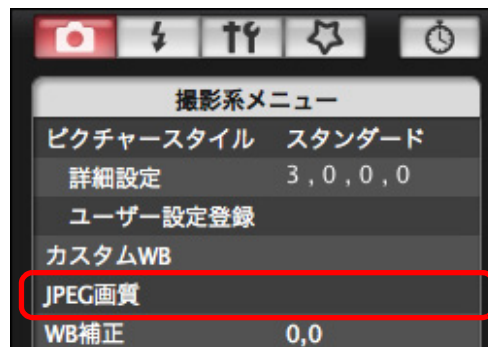 撮影系メニュー
ピクチャースタイル スタンダード
詳細設定 3,0,0,0
ユーザー設定登録
カスタムWB
JPEG画質
WB補正 0,0